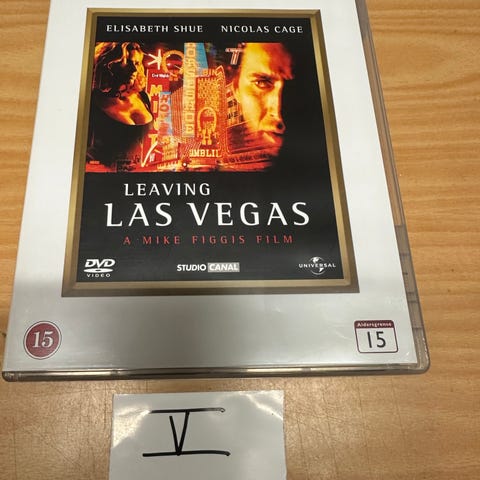 ELISABETH SHUE NICOLAS CAGE
LEAVING
LAS VEGAS
A MIKE FIGGIS FILM
DVD
VIDEO
STUDIO CANAL
UNIVERSAL
15
Aldersgrense
15
V